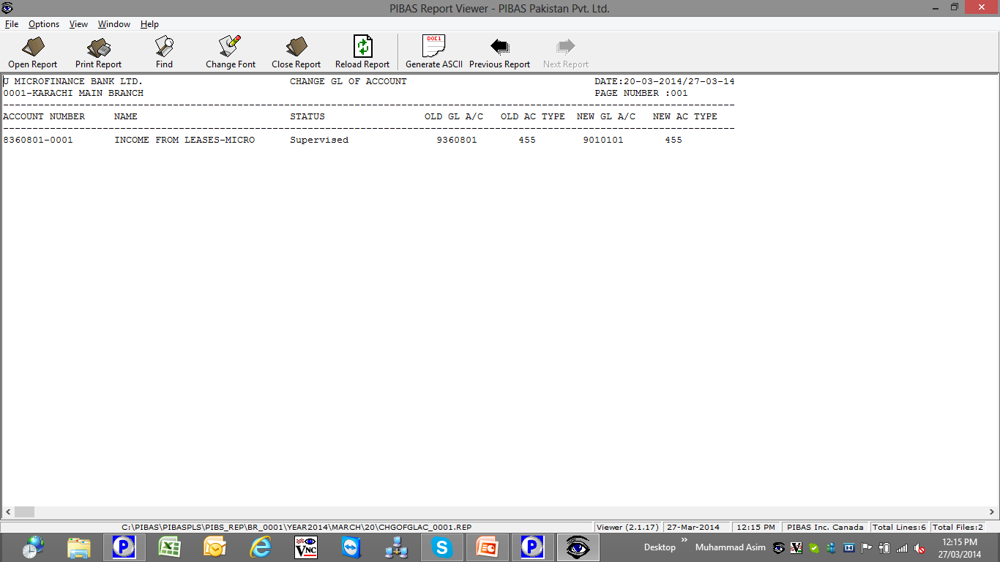 PIBAS Report Viewer - PIBAS Pakistan Pvt. Ltd.
File Options View Window Help
DOC1
Open Report Print Report Find Change Font Close Report Reload Report Generate ASCII Previous Report Next Report
U MICROFINANCE BANK LTD. CHANGE GL OF ACCOUNT DATE:20-03-2014/27-03-14
0001-KARACHI MAIN BRANCH PAGE NUMBER :001
ACCOUNT NUMBER NAME STATUS OLD GL A/C OLD AC TYPE NEW GL A/C NEW AC TYPE
8360801-0001 INCOME FROM LEASES-MICRO Supervised 9360801 455 9010101 455
C:\PIBAS\PIBASPLS\PIBS_REP\BR_0001\YEAR2014\MARCH\20\CHGOFGLAC_0001.REP Viewer (2.1.17) 27-Mar-2014 12:15 PM PIBAS Inc. Canada Total Lines:6 Total Files:2
P VNC S P Desktop » Muhammad Asim 12:15 PM
27/03/2014